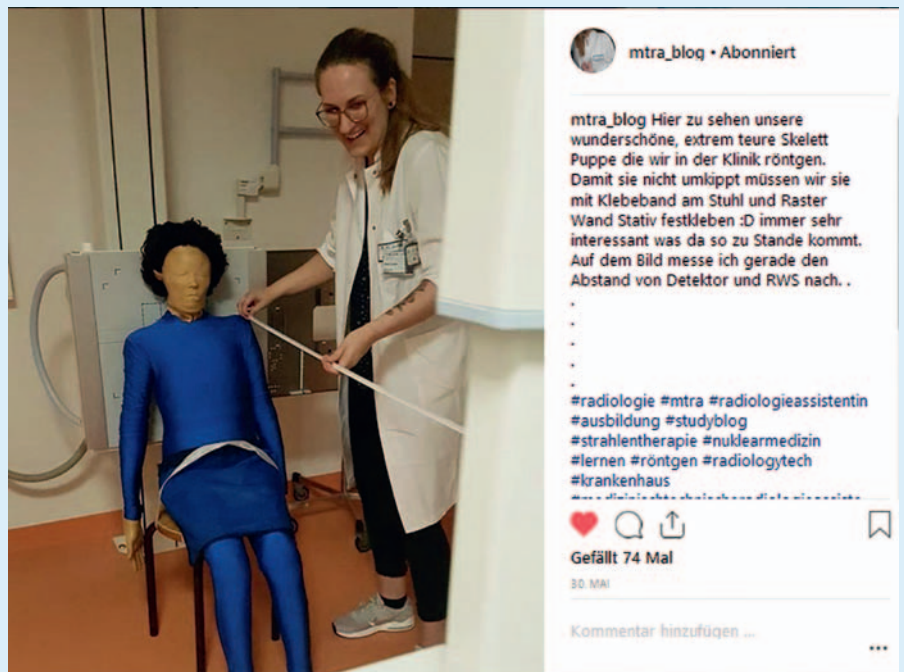 mtra_blog • Abonniert
mtra_blog Hier zu sehen unsere
wunderschöne, extrem teure Skelett
Puppe die wir in der Klinik röntgen.
Damit sie nicht umkippt müssen wir sie
mit Klebeband am Stuhl und Raster
Wand Stativ festkleben :D immer sehr
interessant was da so zu Stande kommt.
Auf dem Bild messe ich gerade den
Abstand von Detektor und RWS nach. .
.
.
.
.
.
#radiologie #mtra #radiologieassistentin
#ausbildung #studyblog
#strahlentherapie #nuklearmedizin
#lernen #röntgen #radiologytech
#krankenhaus
Gefällt 74 Mal
30. MAI
Kommentar hinzufügen ...